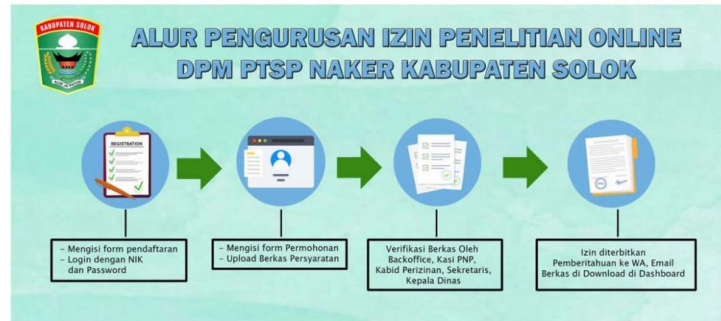 KABUPATEN SOLOK
ALUR PENGURUSAN IZIN PENELITIAN ONLINE
DPM PTSP NAKER KABUPATEN SOLOK
REGISTRATION
- Mengisi form pendaftaran
- Login dengan NIK
dan Password
- Mengisi form Permohonan
- Upload Berkas Persyaratan
Verifikasi Berkas Oleh
Backoffice, Kasi PNP,
Kabid Perizinan, Sekretaris,
Kepala Dinas
Izin diterbitkan
Pemberitahuan ke WA, Email
Berkas di Download di Dashboard